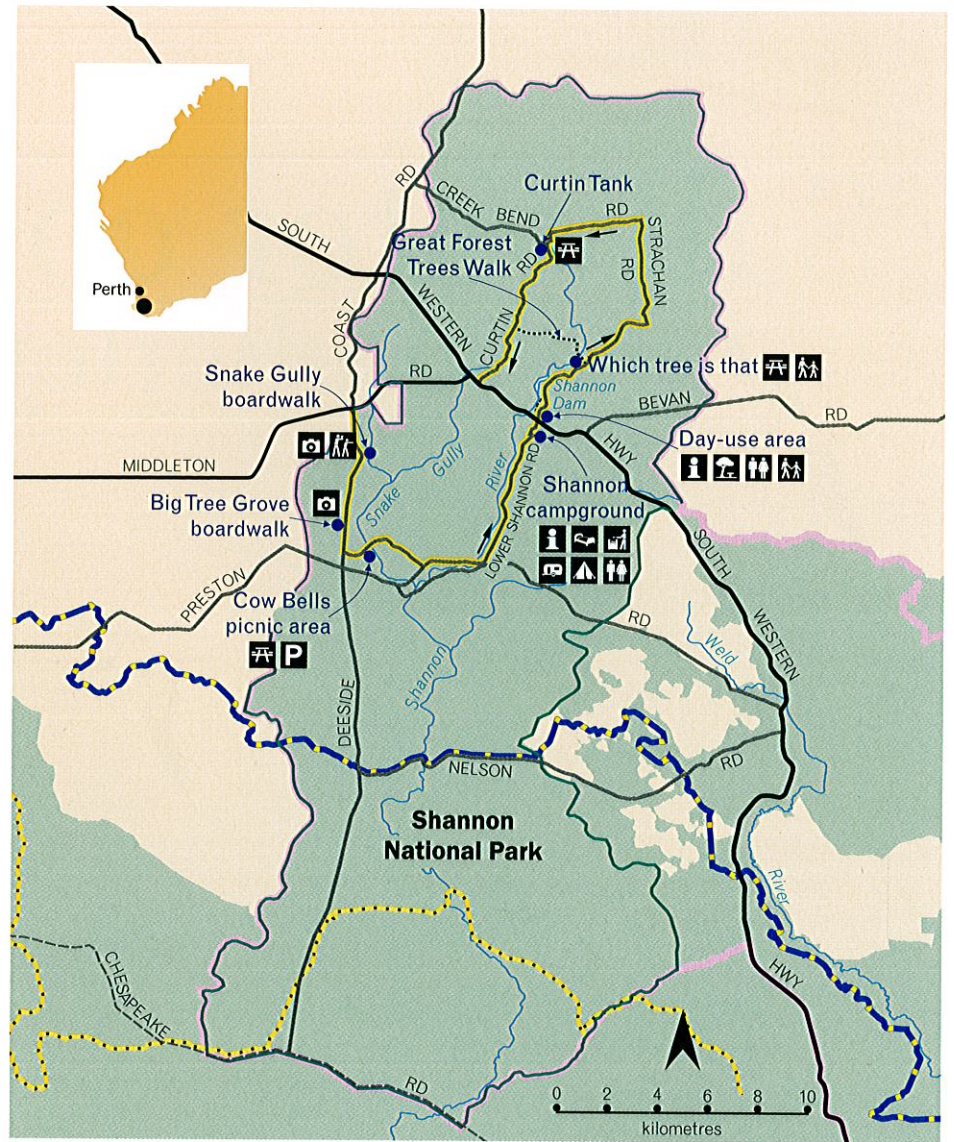 Perth
SOUTH
WESTERN
COAST
RD
CREEK
BEND
RD
Curtin Tank
Great Forest
Trees Walk
RD
STRACHAN
RD
CURTIN
Which tree is that
Shannon
Dam
BEVAN
RD
Snake Gully
boardwalk
RD
MIDDLETON
HWY
Day-use area
i
Gully
Snake
River
LOWER SHANNON RD
Shannon
campground
i
Big Tree Grove
boardwalk
PRESTON
Cow Bells
picnic area
P
RD
SOUTH
WESTERN
Weld
Shannon
DEESIDE
NELSON
RD
Shannon
National Park
River
HWY
CHESAPEAKE
RD
0 2 4 6 8 10
kilometres